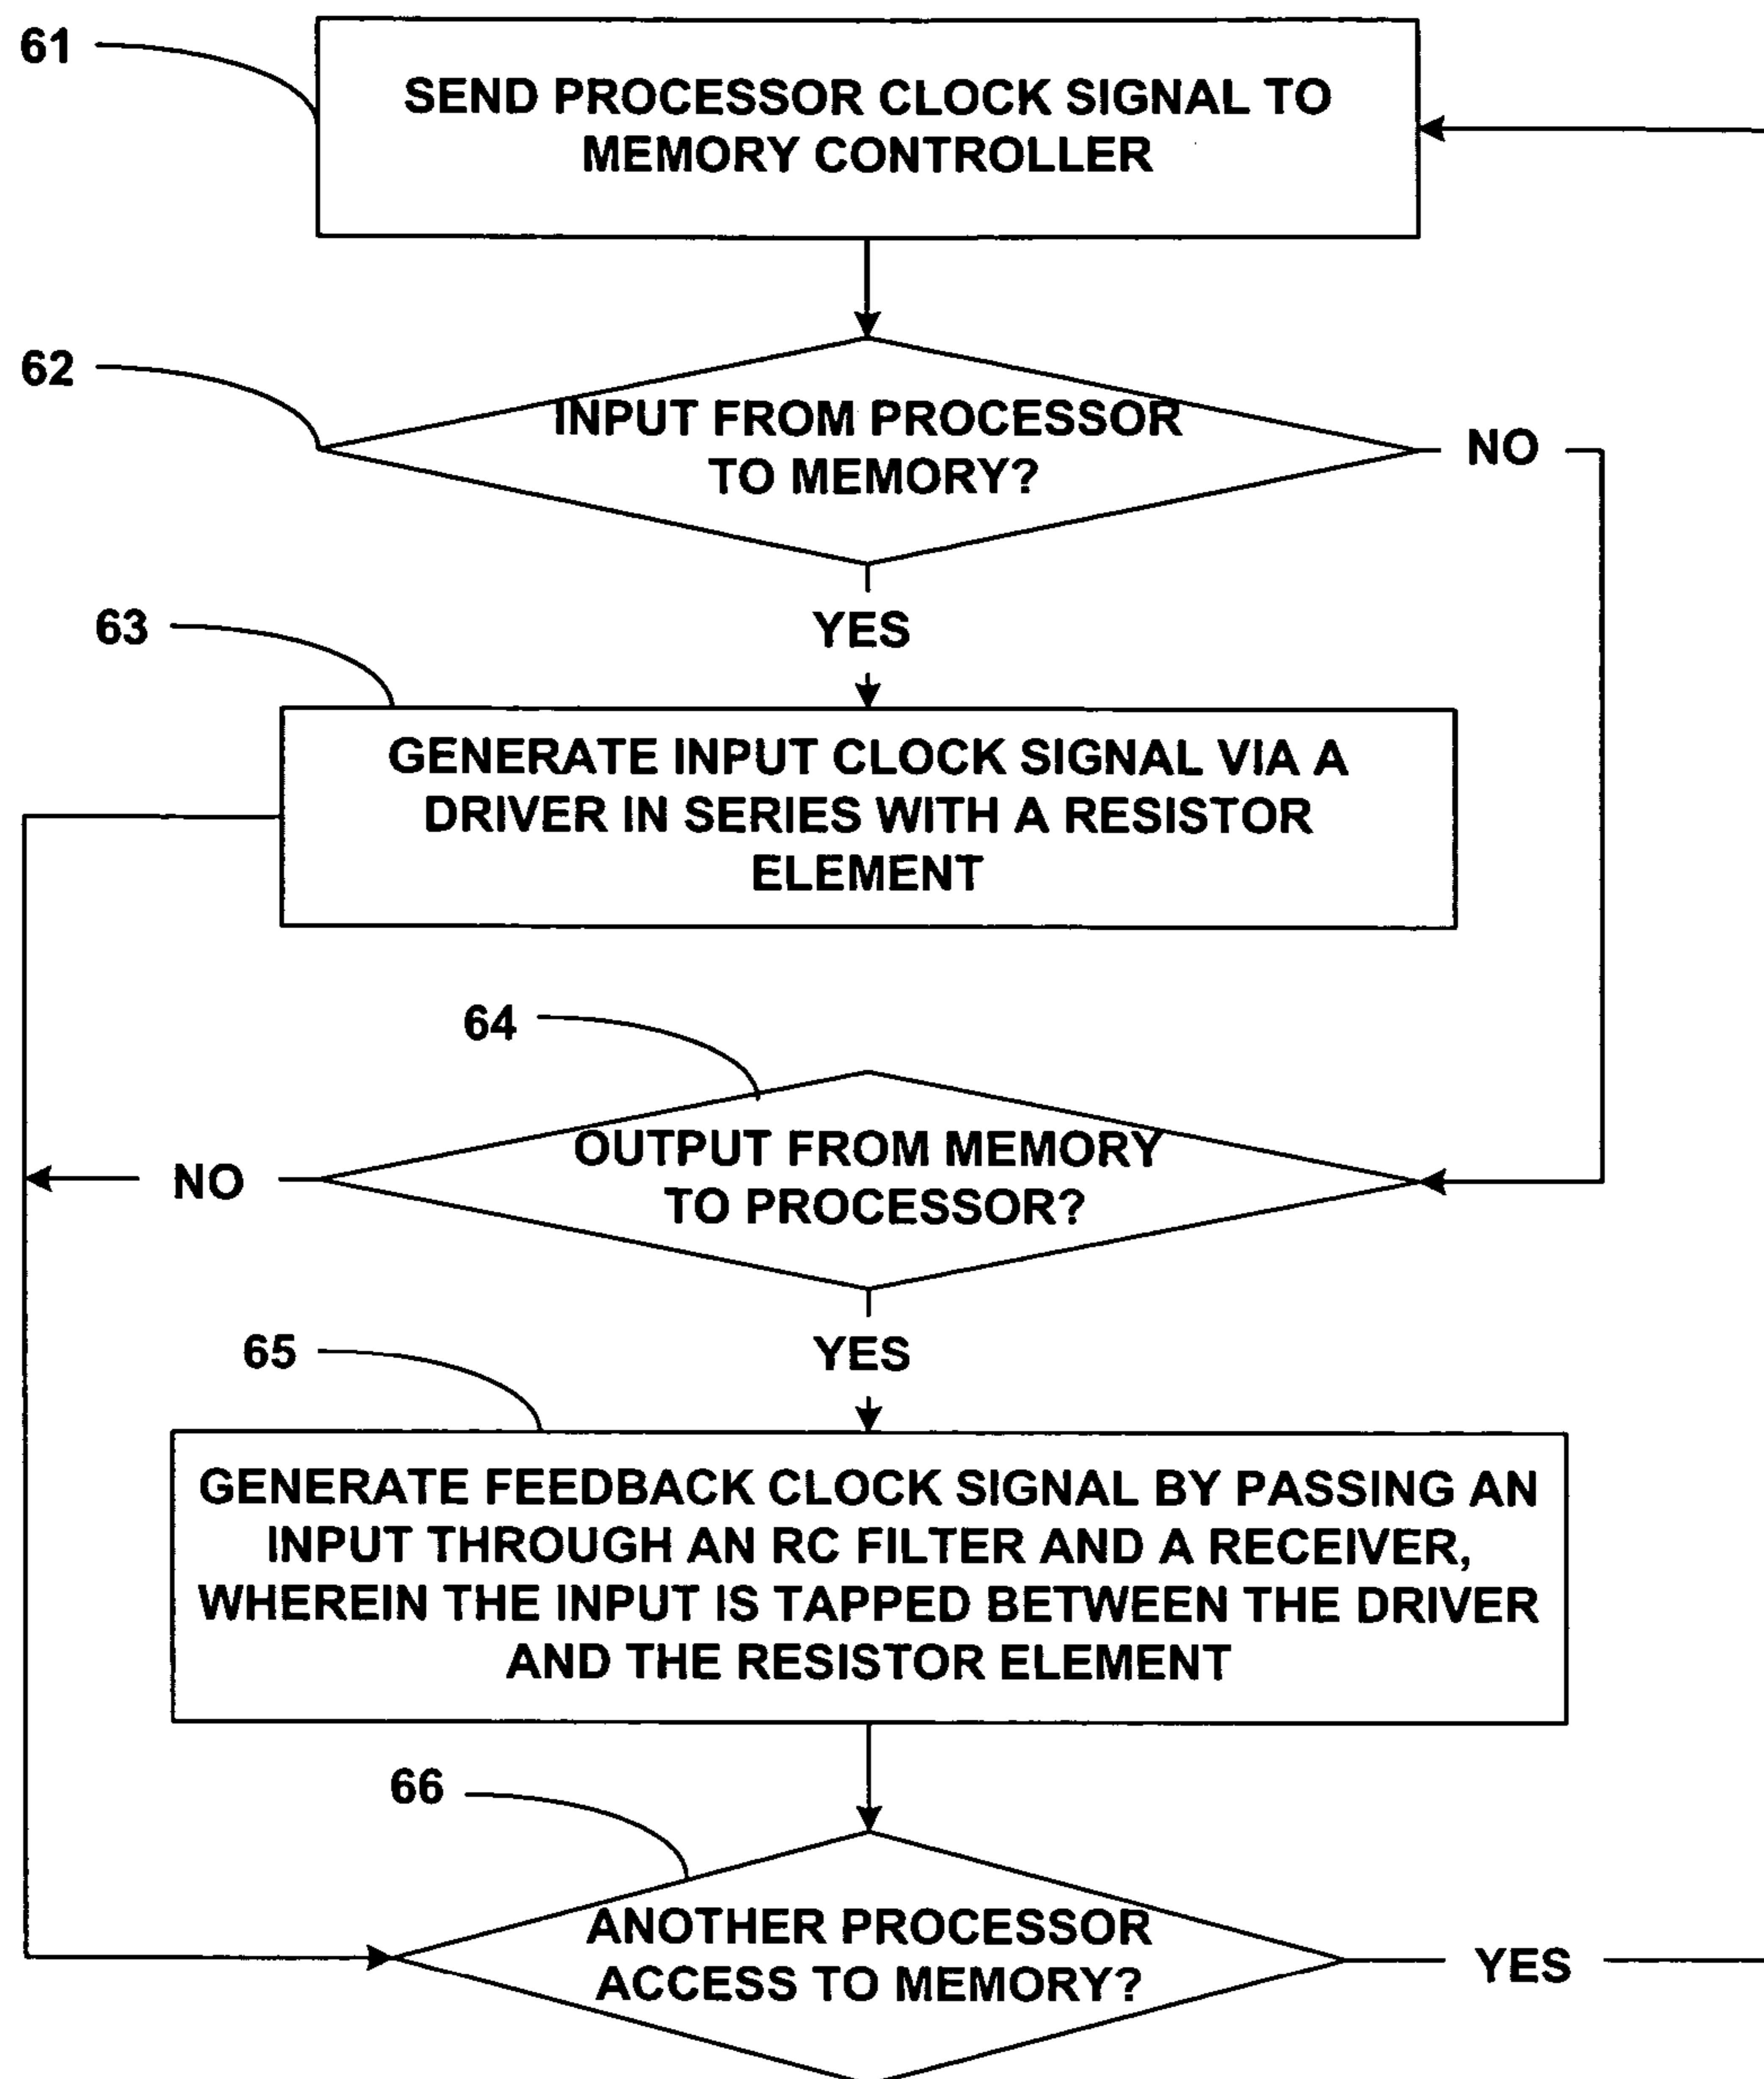 61
SEND PROCESSOR CLOCK SIGNAL TO
MEMORY CONTROLLER
62
INPUT FROM PROCESSOR
TO MEMORY?
NO
YES
63
GENERATE INPUT CLOCK SIGNAL VIA A
DRIVER IN SERIES WITH A RESISTOR
ELEMENT
64
OUTPUT FROM MEMORY
TO PROCESSOR?
NO
YES
65
GENERATE FEEDBACK CLOCK SIGNAL BY PASSING AN
INPUT THROUGH AN RC FILTER AND A RECEIVER,
WHEREIN THE INPUT IS TAPPED BETWEEN THE DRIVER
AND THE RESISTOR ELEMENT
66
ANOTHER PROCESSOR
ACCESS TO MEMORY?
YES